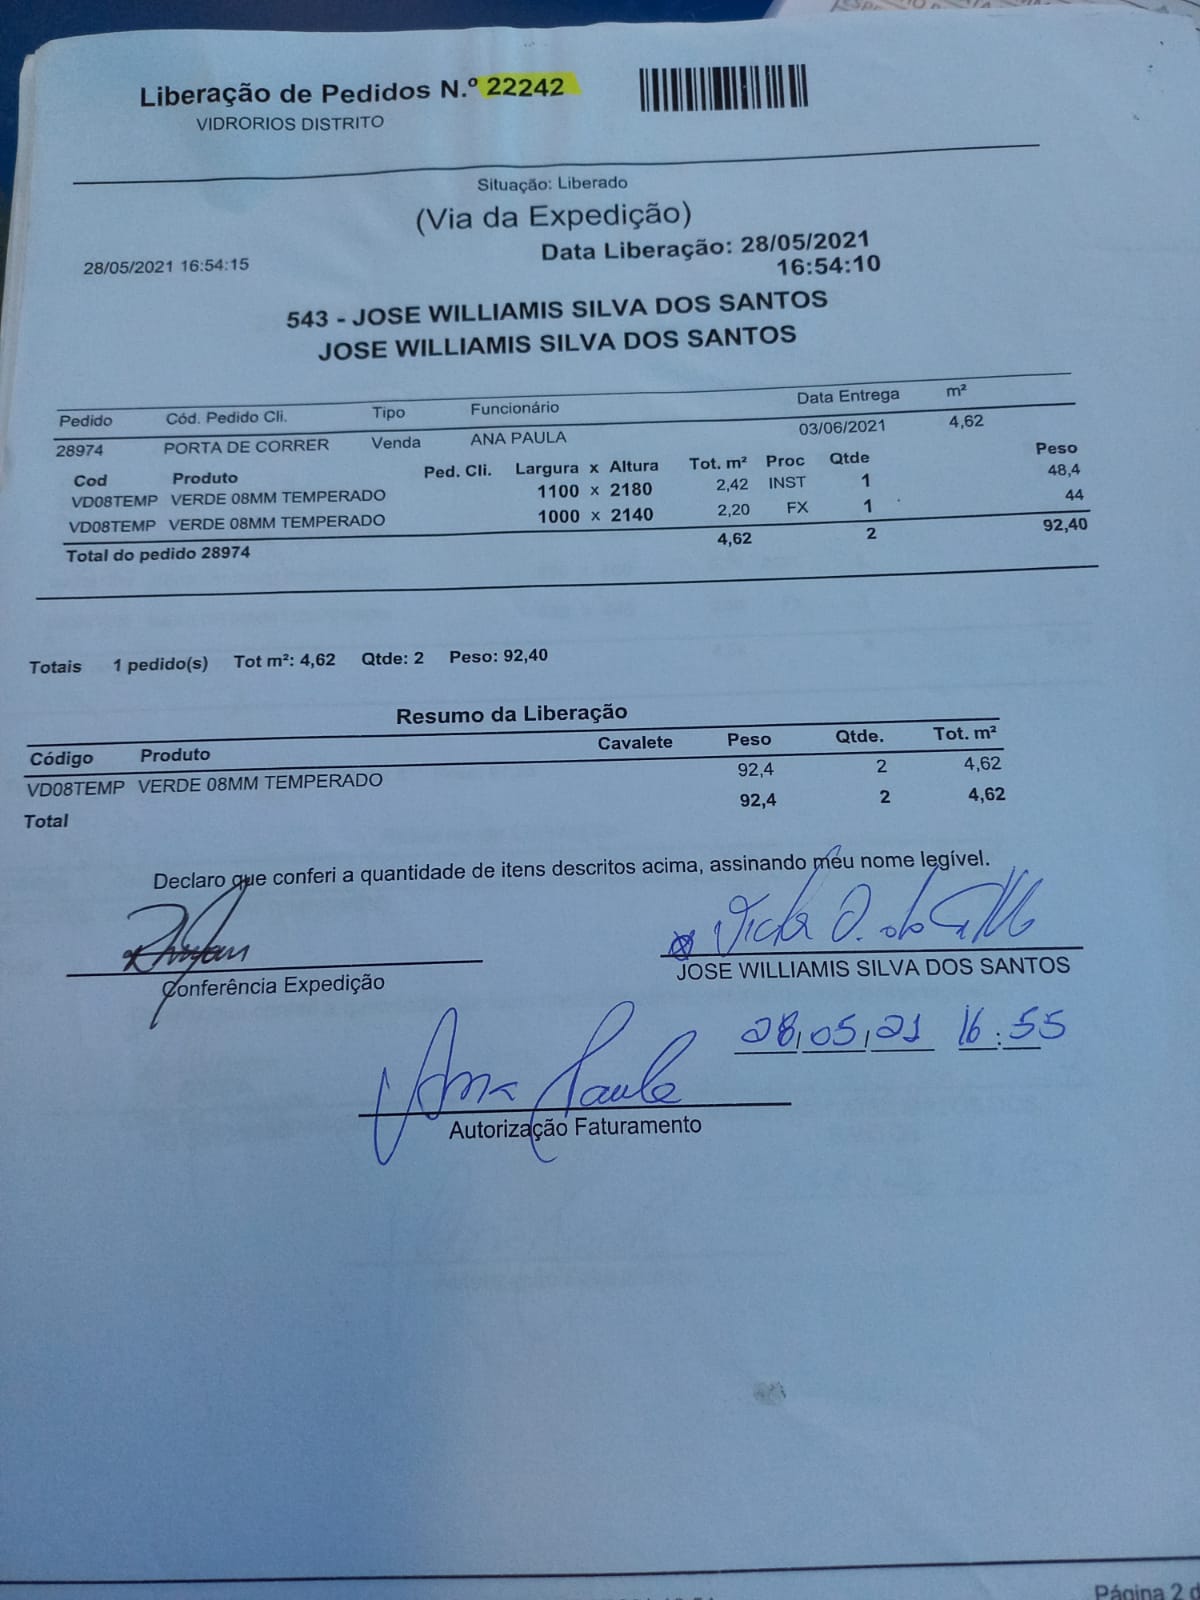 Liberação de Pedidos N.º 22242
VIDRORIOS DISTRITO
Situação: Liberado
(Via da Expedição)
28/05/2021 16:54:15
Data Liberação: 28/05/2021
16:54:10
543 - JOSE WILLIAMIS SILVA DOS SANTOS
JOSE WILLIAMIS SILVA DOS SANTOS
Pedido Cód. Pedido Cli. Tipo Funcionário Data Entrega m²
28974 PORTA DE CORRER Venda ANA PAULA 03/06/2021 4,62
Cod Produto Ped. Cli. Largura x Altura Tot. m² Proc Qtde Peso
VD08TEMP VERDE 08MM TEMPERADO 1100 x 2180 2,42 INST 1 48,4
VD08TEMP VERDE 08MM TEMPERADO 1000 x 2140 2,20 FX 1 44
Total do pedido 28974 4,62 2 92,40
Totais 1 pedido(s) Tot m²: 4,62 Qtde: 2 Peso: 92,40
Resumo da Liberação
Código Produto Cavalete Peso Qtde. Tot. m²
VD08TEMP VERDE 08MM TEMPERADO 92,4 2 4,62
Total 92,4 2 4,62
Declaro que conferi a quantidade de itens descritos acima, assinando meu nome legível.
Conferência Expedição
JOSE WILLIAMIS SILVA DOS SANTOS
28/05/21 16:55
Ana Paula
Autorização Faturamento
Página 2 d